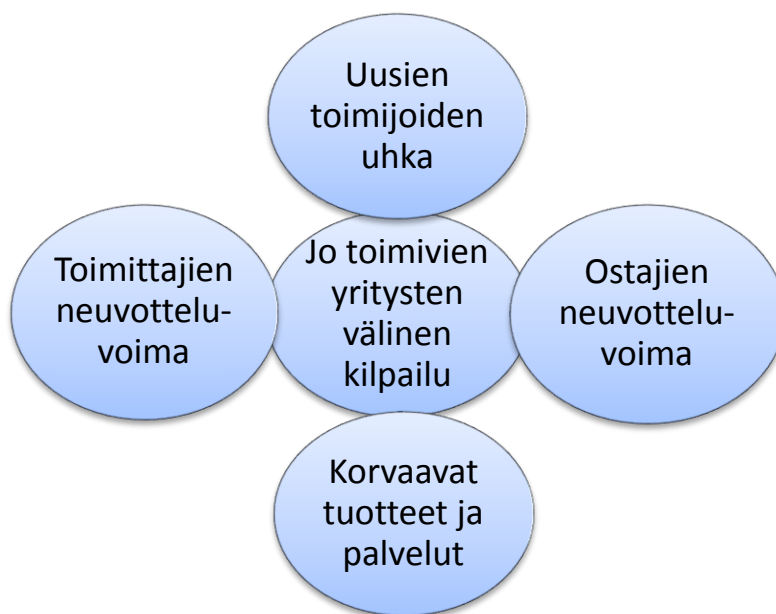 Uusien
toimijoiden
uhka
Toimittajien
neuvottelu-
voima
Jo toimivien
yritysten
välinen
kilpailu
Ostajien
neuvottelu-
voima
Korvaavat
tuotteet ja
palvelut